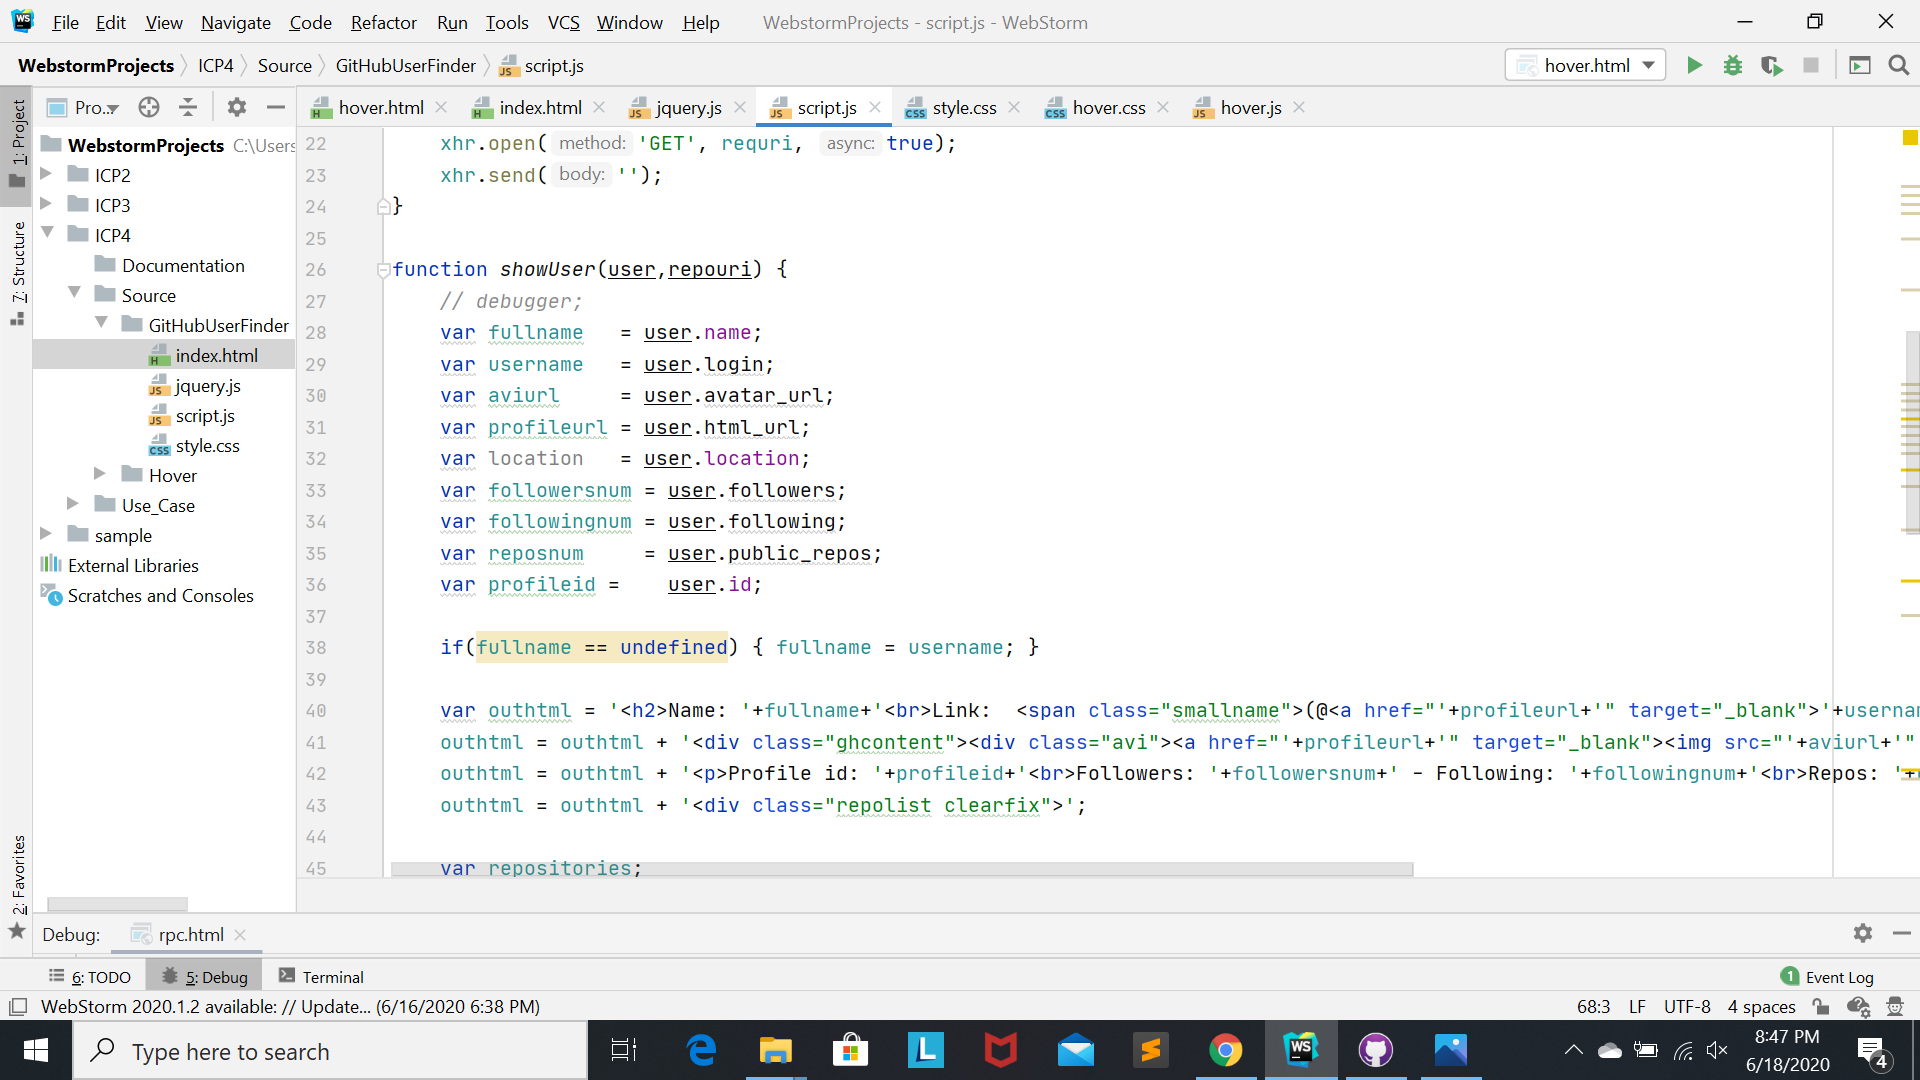 File Edit View Navigate Code Refactor Run Tools VCS Window Help WebstormProjects - script.js - WebStorm
WebstormProjects ICP4 Source GitHubUserFinder script.js hover.html
1: Project
7: Structure
2: Favorites
Pro...
hover.html index.html jquery.js script.js style.css hover.css hover.js
WebstormProjects C:\Users
ICP2
ICP3
ICP4
Documentation
Source
GitHubUserFinder
index.html
jquery.js
script.js
style.css
Hover
Use_Case
sample
External Libraries
Scratches and Consoles
22 xhr.open( method: 'GET', requri, async: true);
23 xhr.send( body: '');
24 }
25
26 function showUser(user,repouri) {
27 // debugger;
28 var fullname = user.name;
29 var username = user.login;
30 var aviurl = user.avatar_url;
31 var profileurl = user.html_url;
32 var location = user.location;
33 var followersnum = user.followers;
34 var followingnum = user.following;
35 var reposnum = user.public_repos;
36 var profileid = user.id;
37
38 if(fullname == undefined) { fullname = username; }
39
40 var outhtml = '<h2>Name: '+fullname+'<br>Link: <span class="smallname">(@<a href="'+profileurl+'" target="_blank">'+usernam
41 outhtml = outhtml + '<div class="ghcontent"><div class="avi"><a href="'+profileurl+'" target="_blank"><img src="'+aviurl+'"
42 outhtml = outhtml + '<p>Profile id: '+profileid+'<br>Followers: '+followersnum+' - Following: '+followingnum+'<br>Repos: '+
43 outhtml = outhtml + '<div class="repolist clearfix">';
44
45 var repositories;
Debug: rpc.html
6: TODO 5: Debug Terminal 1 Event Log
WebStorm 2020.1.2 available: // Update... (6/16/2020 6:38 PM) 68:3 LF UTF-8 4 spaces
Type here to search
8:47 PM
6/18/2020
4